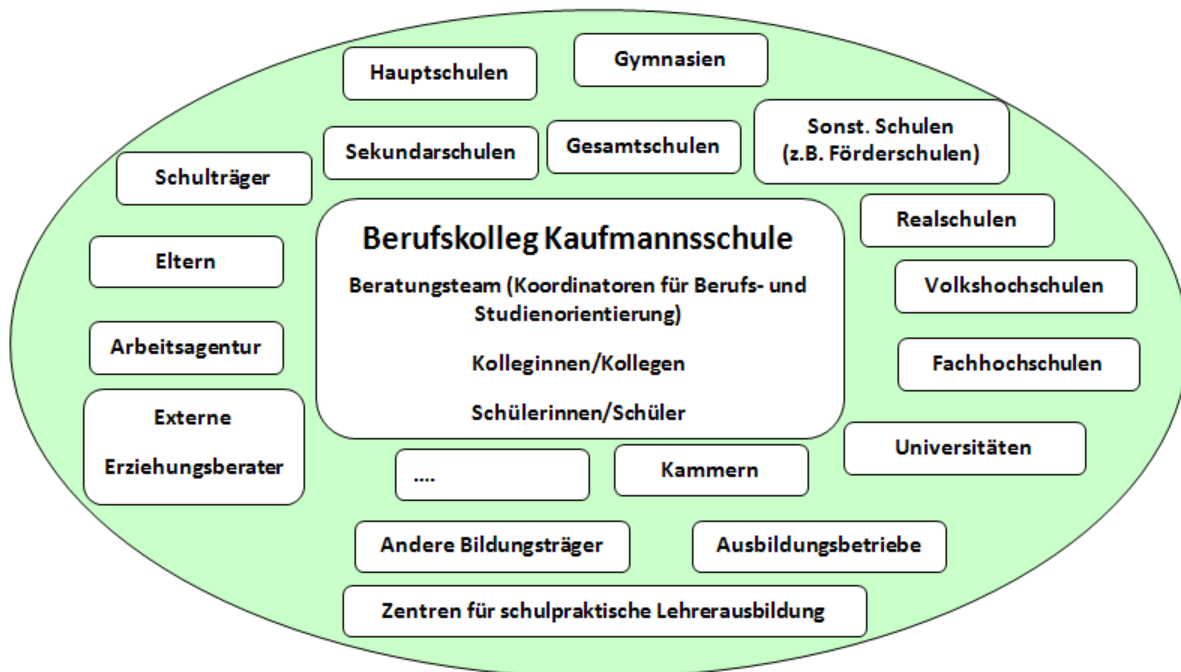 Hauptschulen
Gymnasien
Sekundarschulen
Gesamtschulen
Sonst. Schulen
(z.B. Förderschulen)
Schulträger
Realschulen
Eltern
Volkshochschulen
Arbeitsagentur
Fachhochschulen
Externe
Erziehungsberater
Universitäten
Berufskolleg Kaufmannsschule
Beratungsteam (Koordinatoren für Berufs- und
Studienorientierung)
Kolleginnen/Kollegen
Schülerinnen/Schüler
....
Kammern
Andere Bildungsträger
Ausbildungsbetriebe
Zentren für schulpraktische Lehrerausbildung